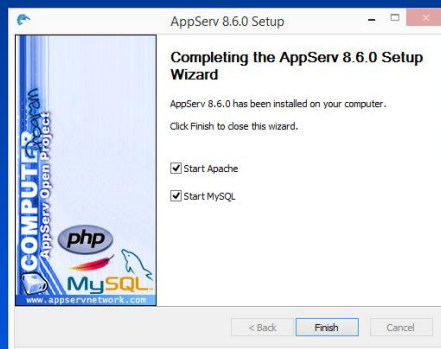 AppServ 8.6.0 Setup
Completing the AppServ 8.6.0 Setup
Wizard
AppServ 8.6.0 has been installed on your computer.
Click Finish to close this wizard.
Start Apache
Start MySQL
COMPUTER
Program
AppServ Open Project
php
MySQL
www.appservnetwork.com
< Back
Finish
Cancel